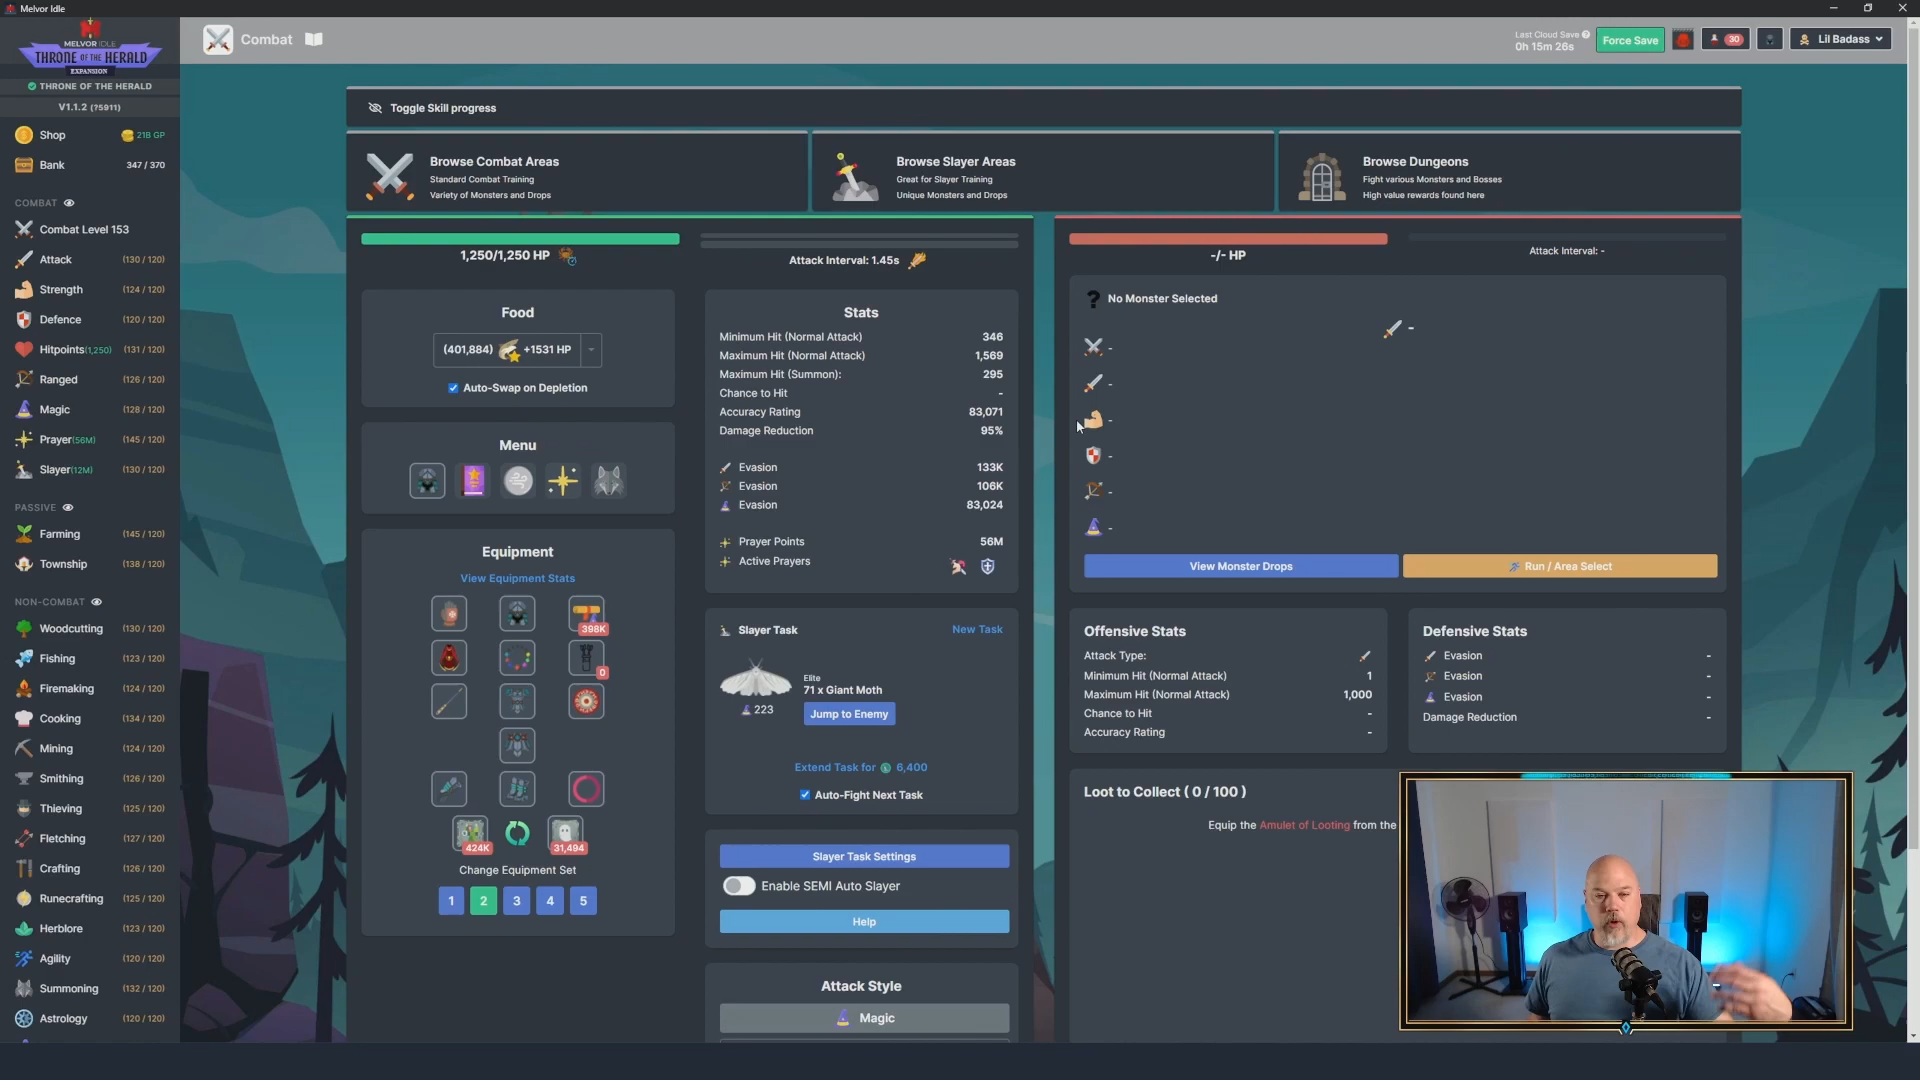 Melvor Idle
MELVOR IDLE
THRONE OF THE HERALD
EXPANSION
THRONE OF THE HERALD
V1.1.2 (?5911)
Shop
21B GP
Bank
347 / 370
COMBAT
Combat Level 153
Attack
(130 / 120)
Strength
(124 / 120)
Defence
(120 / 120)
Hitpoints(1,250)
(131 / 120)
Ranged
(126 / 120)
Magic
(128 / 120)
Prayer(56M)
(145 / 120)
Slayer(12M)
(130 / 120)
PASSIVE
Farming
(145 / 120)
Township
(138 / 120)
NON-COMBAT
Woodcutting
(130 / 120)
Fishing
(123 / 120)
Firemaking
(124 / 120)
Cooking
(134 / 120)
Mining
(124 / 120)
Smithing
(126 / 120)
Thieving
(125 / 120)
Fletching
(127 / 120)
Crafting
(126 / 120)
Runecrafting
(125 / 120)
Herblore
(123 / 120)
Agility
(120 / 120)
Summoning
(132 / 120)
Astrology
(120 / 120)
Combat
Last Cloud Save
0h 15m 26s
Force Save
30
Lil Badass
Toggle Skill progress
Browse Combat Areas
Standard Combat Training
Variety of Monsters and Drops
Browse Slayer Areas
Great for Slayer Training
Unique Monsters and Drops
Browse Dungeons
Fight various Monsters and Bosses
High value rewards found here
1,250/1,250 HP
Attack Interval: 1.45s
Food
(401,884) +1531 HP
Auto-Swap on Depletion
Menu
Equipment
View Equipment Stats
398K
0
424K
31,494
Change Equipment Set
1 2 3 4 5
Stats
Minimum Hit (Normal Attack) 346
Maximum Hit (Normal Attack) 1,569
Maximum Hit (Summon): 295
Chance to Hit -
Accuracy Rating 83,071
Damage Reduction 95%
Evasion 133K
Evasion 106K
Evasion 83,024
Prayer Points 56M
Active Prayers
Slayer Task
New Task
Elite
71 x Giant Moth
223
Jump to Enemy
Extend Task for 6,400
Auto-Fight Next Task
Slayer Task Settings
Enable SEMI Auto Slayer
Help
Attack Style
Magic
-/- HP
Attack Interval: -
No Monster Selected
-
-
-
-
-
-
-
View Monster Drops
Run / Area Select
Offensive Stats
Attack Type:
Minimum Hit (Normal Attack) 1
Maximum Hit (Normal Attack) 1,000
Chance to Hit -
Accuracy Rating -
Defensive Stats
Evasion -
Evasion -
Evasion -
Damage Reduction -
Loot to Collect ( 0 / 100 )
Equip the Amulet of Looting from the